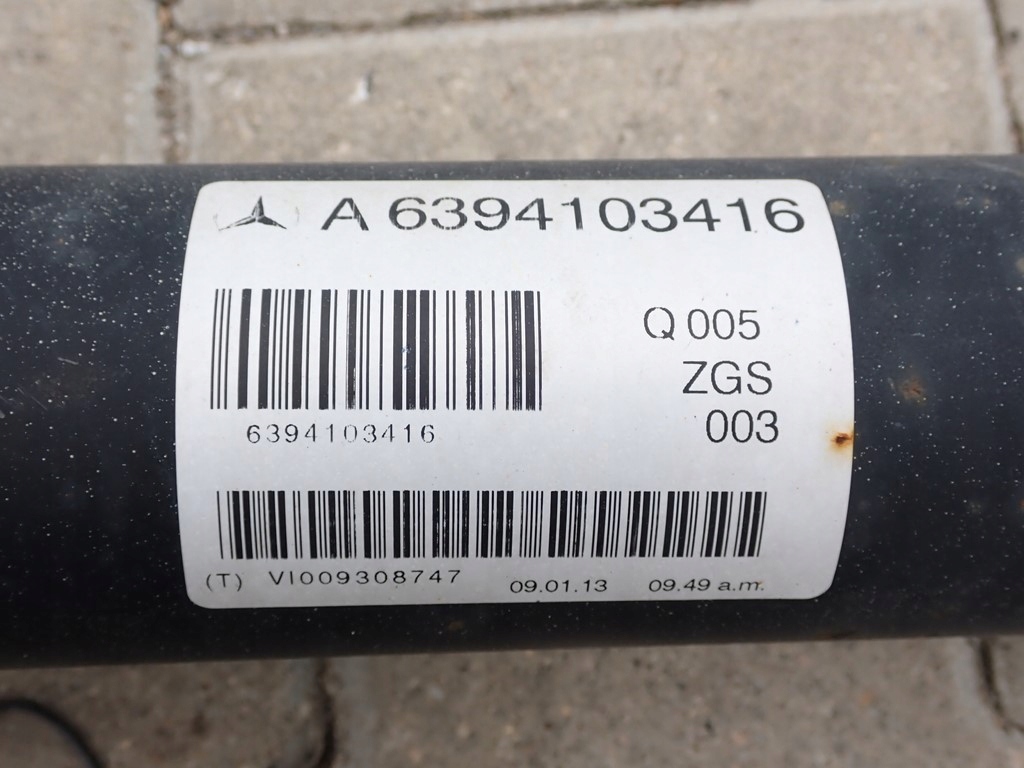 A 6394103416
Q 005
ZGS
003
6394103416
(T) VI009308747 09.01.13 09.49 a.m.